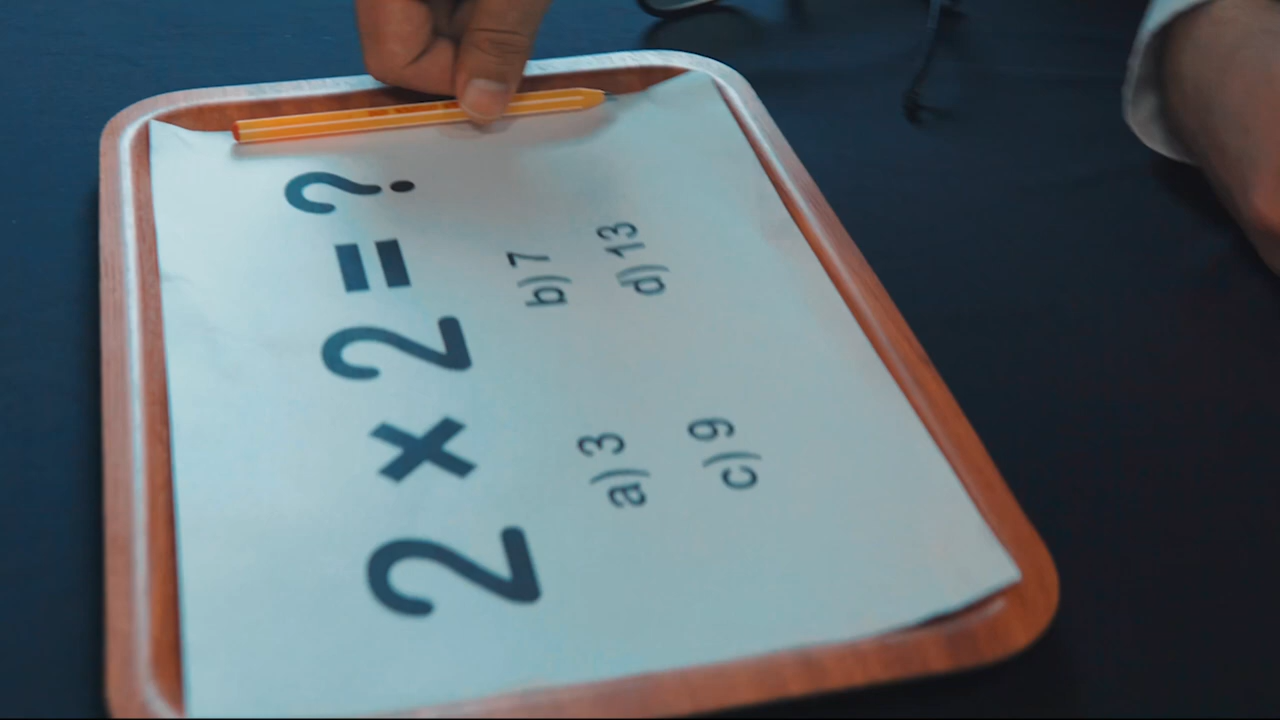 2 × 2 = ?
a) 3 b) 7
c) 9 d) 13